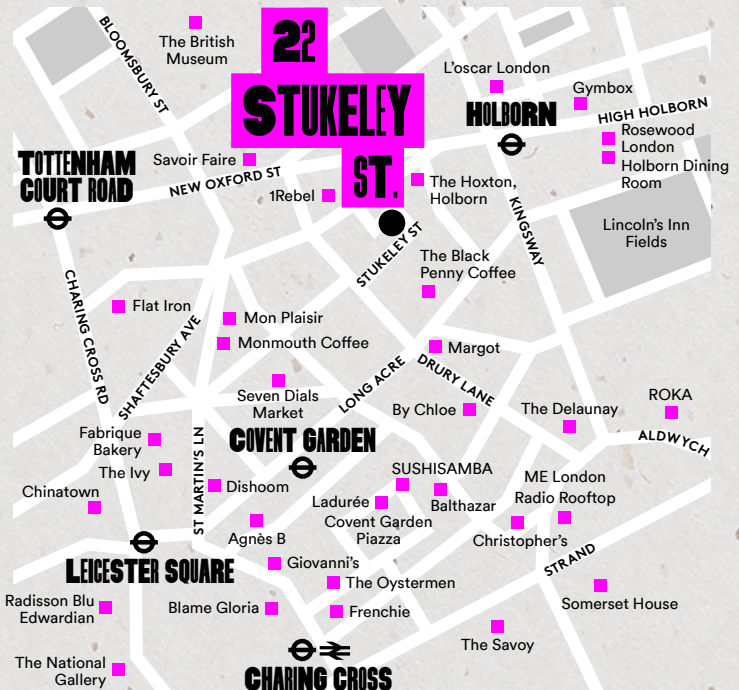 BLOOMSBURY ST
The British
Museum
22
STUKELEY
ST.
L'oscar London
HOLBORN
Gymbox
HIGH HOLBORN
Rosewood
London
Holborn Dining
Room
TOTTENHAM
COURT ROAD
Savoir Faire
NEW OXFORD ST
1Rebel
The Hoxton,
Holborn
KINGSWAY
Lincoln's Inn
Fields
STUKELEY ST
The Black
Penny Coffee
CHARING CROSS RD
Flat Iron
SHAFTESBURY AVE
Mon Plaisir
Monmouth Coffee
Margot
LONG ACRE
DRURY LANE
Seven Dials
Market
By Chloe
The Delaunay
ROKA
ALDWYCH
Fabrique
Bakery
The Ivy
ST MARTIN'S LN
COVENT GARDEN
Chinatown
Dishoom
SUSHISAMBA
Ladurée
Balthazar
Covent Garden
Piazza
ME London
Radio Rooftop
Christopher's
Agnès B
LEICESTER SQUARE
Giovanni's
The Oystermen
STRAND
Radisson Blu
Edwardian
Blame Gloria
Frenchie
Somerset House
The Savoy
The National
Gallery
CHARING CROSS